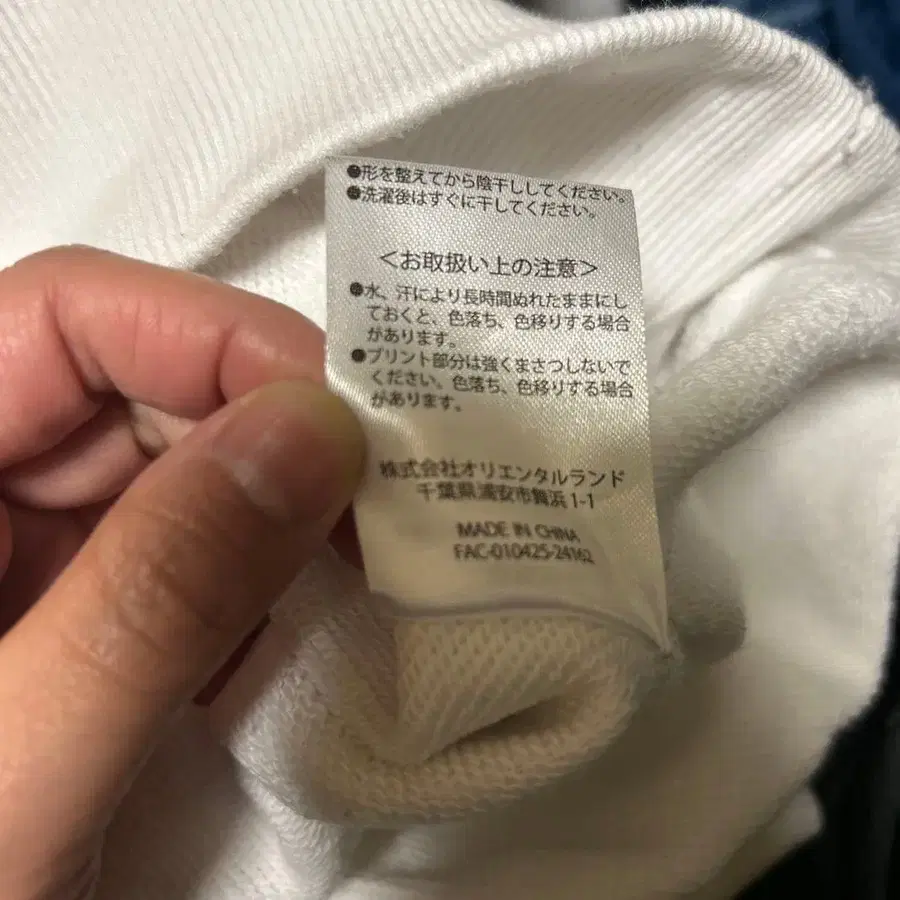 ●形を整えてから陰干ししてください。
●洗濯後はすぐに干してください。
＜お取扱い上の注意＞
●水、汗により長時間ぬれたままにし
ておくと、色落ち、色移りする場合
があります。
●プリント部分は強くまさつしないで
ください。色落ち、色移りする場合
があります。
株式会社オリエンタルランド
千葉県浦安市舞浜1-1
MADE IN CHINA
FAC-010425-24162